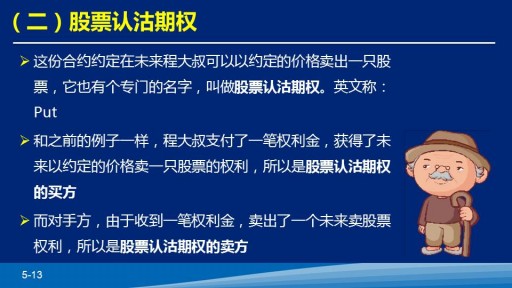 （二）股票认沽期权
这份合约约定在未来程大叔可以以约定的价格卖出一只股
票，它也有个专门的名字，叫做股票认沽期权。英文称：
Put
和之前的例子一样，程大叔支付了一笔权利金，获得了未
来以约定的价格卖一只股票的权利，所以是股票认沽期权
的买方
而对手方，由于收到一笔权利金，卖出了一个未来卖股票
权利，所以是股票认沽期权的卖方
5-13